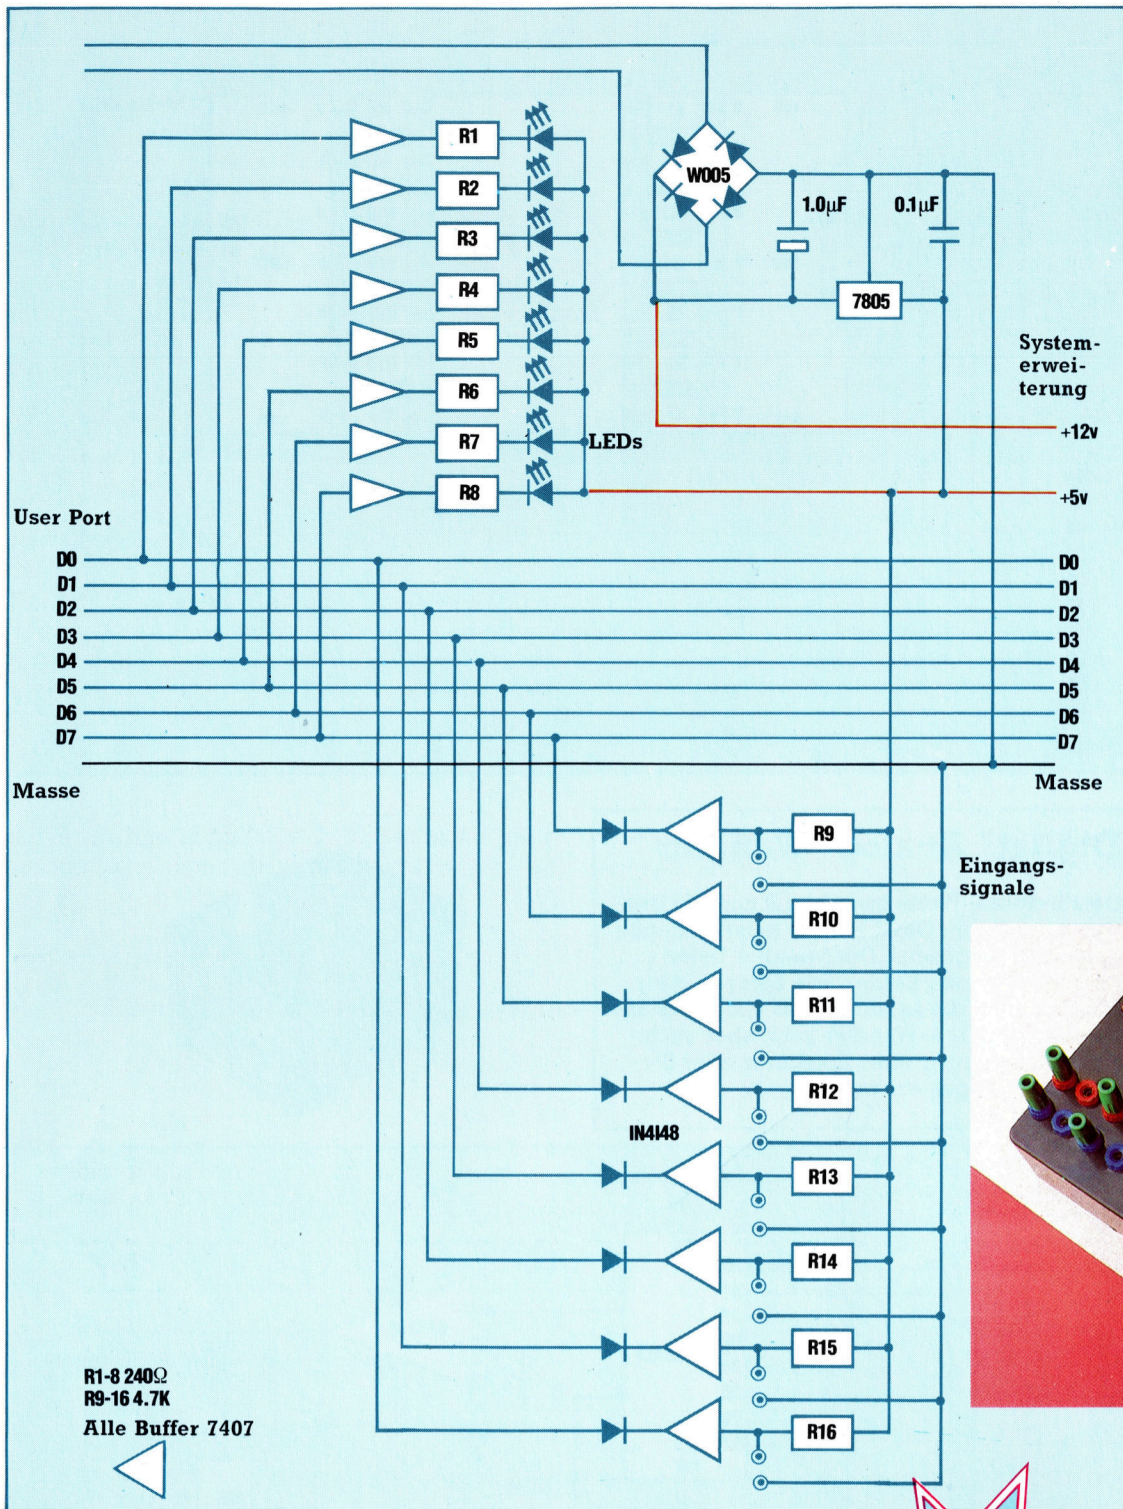 R1
W005
R2
1.0µF
0.1µF
R3
R4
7805
R5
System-
erwei-
terung
R6
R7
LEDs
+12v
R8
+5v
User Port
D0
D0
D1
D1
D2
D2
D3
D3
D4
D4
D5
D5
D6
D6
D7
D7
Masse
Masse
R9
Eingangs-
signale
R10
R11
R12
IN4I48
R13
R14
R15
R1-8 240Ω
R9-16 4.7K
Alle Buffer 7407
R16